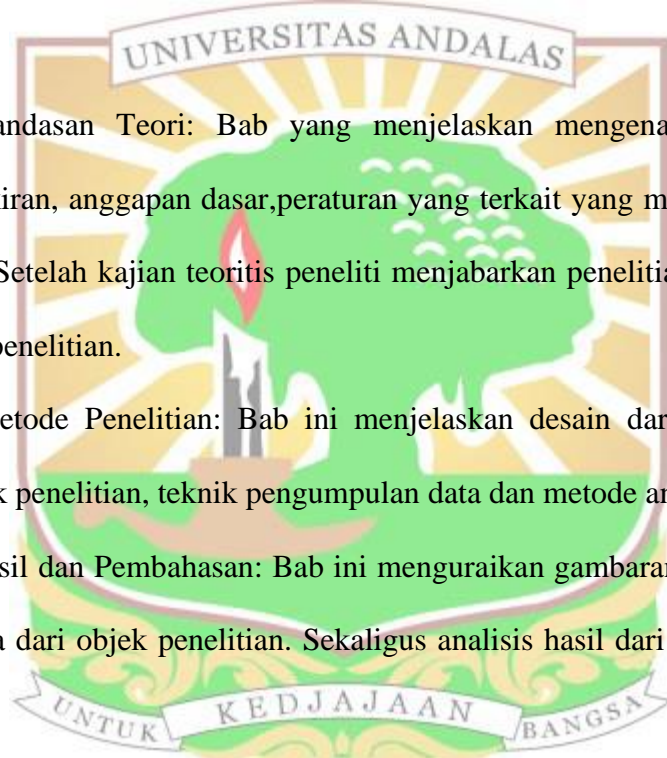 UNIVERSITAS ANDALAS
andasan Teori: Bab yang menjelaskan mengena
iran, anggapan dasar,peraturan yang terkait yang m
Setelah kajian teoritis peneliti menjabarkan penelitia
penelitian.
etode Penelitian: Bab ini menjelaskan desain dar
k penelitian, teknik pengumpulan data dan metode an
sil dan Pembahasan: Bab ini menguraikan gambaran
a dari objek penelitian. Sekaligus analisis hasil dari
UNTUK KEDJAJAAN BANGSA